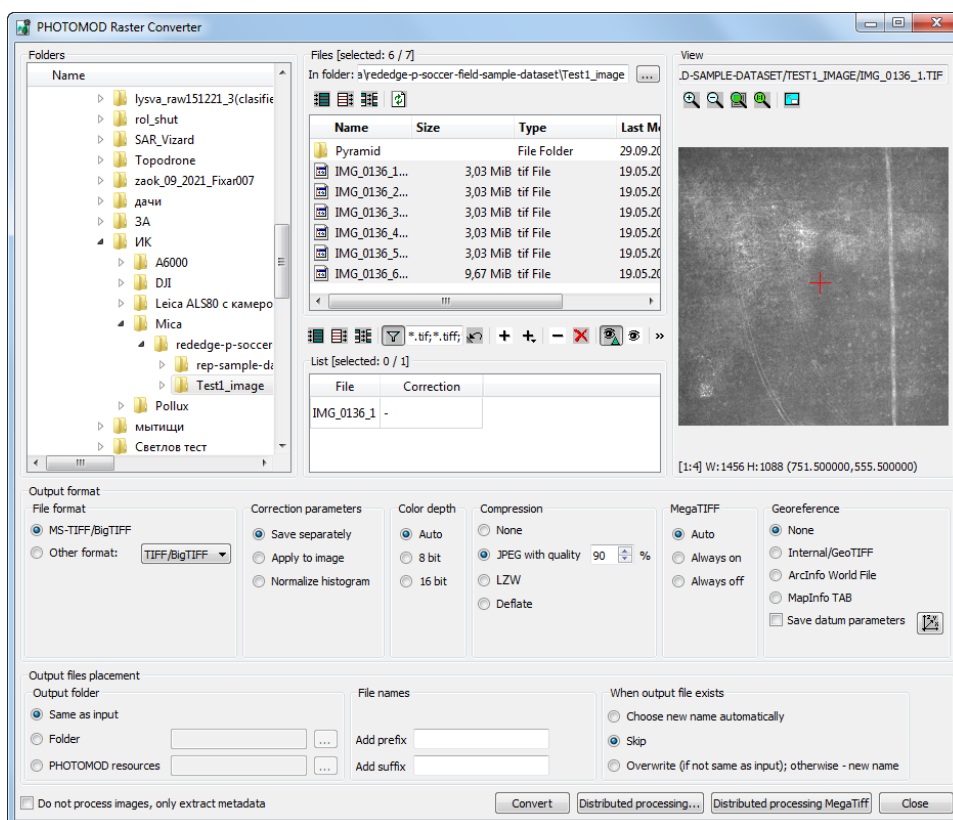 PHOTOMOD Raster Converter
Folders
Name
lysva_raw151221_3(clasifie
rol_shut
SAR_Vizard
Topodrone
zaok_09_2021_Fixar007
дачи
ЗА
ИК
A6000
DJI
Leica ALS80 с камеро
Mica
rededge-p-soccer
rep-sample-da
Test1_image
Pollux
мытищи
Светлов тест
Files [selected: 6 / 7]
In folder: a\rededge-p-soccer-field-sample-dataset\Test1_image ...
Name Size Type Last Mo
Pyramid File Folder 29.09.20
IMG_0136_1... 3,03 MiB tif File 19.05.20
IMG_0136_2... 3,03 MiB tif File 19.05.20
IMG_0136_3... 3,03 MiB tif File 19.05.20
IMG_0136_4... 3,03 MiB tif File 19.05.20
IMG_0136_5... 3,03 MiB tif File 19.05.20
IMG_0136_6... 9,67 MiB tif File 19.05.20
*.tif;*.tiff; »
List [selected: 0 / 1]
File Correction
IMG_0136_1 -
View
.D-SAMPLE-DATASET/TEST1_IMAGE/IMG_0136_1.TIF
[1:4] W:1456 H:1088 (751.500000,555.500000)
Output format
File format
MS-TIFF/BigTIFF
Other format: TIFF/BigTIFF
Correction parameters
Save separately
Apply to image
Normalize histogram
Color depth
Auto
8 bit
16 bit
Compression
None
JPEG with quality 90 %
LZW
Deflate
MegaTIFF
Auto
Always on
Always off
Georeference
None
Internal/GeoTIFF
ArcInfo World File
MapInfo TAB
Save datum parameters
Output files placement
Output folder
Same as input
Folder ...
PHOTOMOD resources ...
File names
Add prefix
Add suffix
When output file exists
Choose new name automatically
Skip
Overwrite (if not same as input); otherwise - new name
Do not process images, only extract metadata
Convert Distributed processing... Distributed processing MegaTiff Close